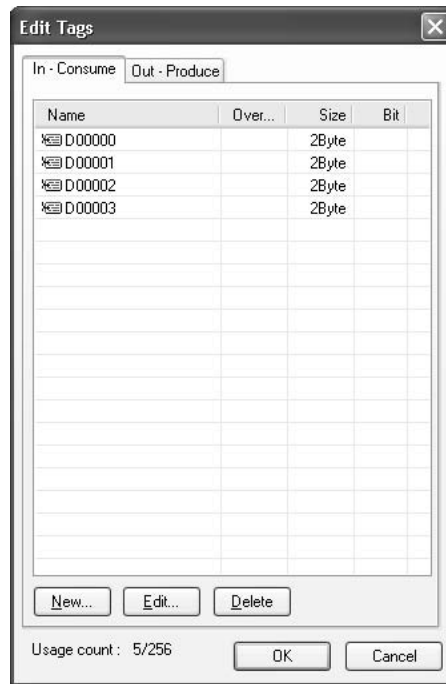 Edit Tags
In - Consume Out - Produce
Name Over... Size Bit
D00000 2Byte
D00001 2Byte
D00002 2Byte
D00003 2Byte
New... Edit... Delete
Usage count : 5/256 OK Cancel